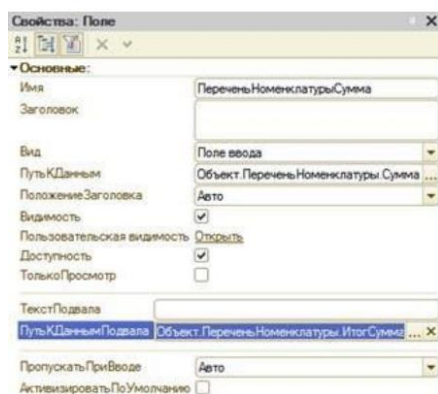 Свойства: Поле
Основные:
Имя ПереченьНоменклатурыСумма
Заголовок
Вид Поле ввода
ПутьКДанным Объект.ПереченьНоменклатуры.Сумма ...
ПоложениеЗаголовка Авто
Видимость
Пользовательская видимость Открыть
Доступность
ТолькоПросмотр
ТекстПодвала
ПутьКДаннымПодвала Объект.ПереченьНоменклатуры.ИтогСумма ...
ПропускатьПриВводе Авто
АктивизироватьПоУмолчанию